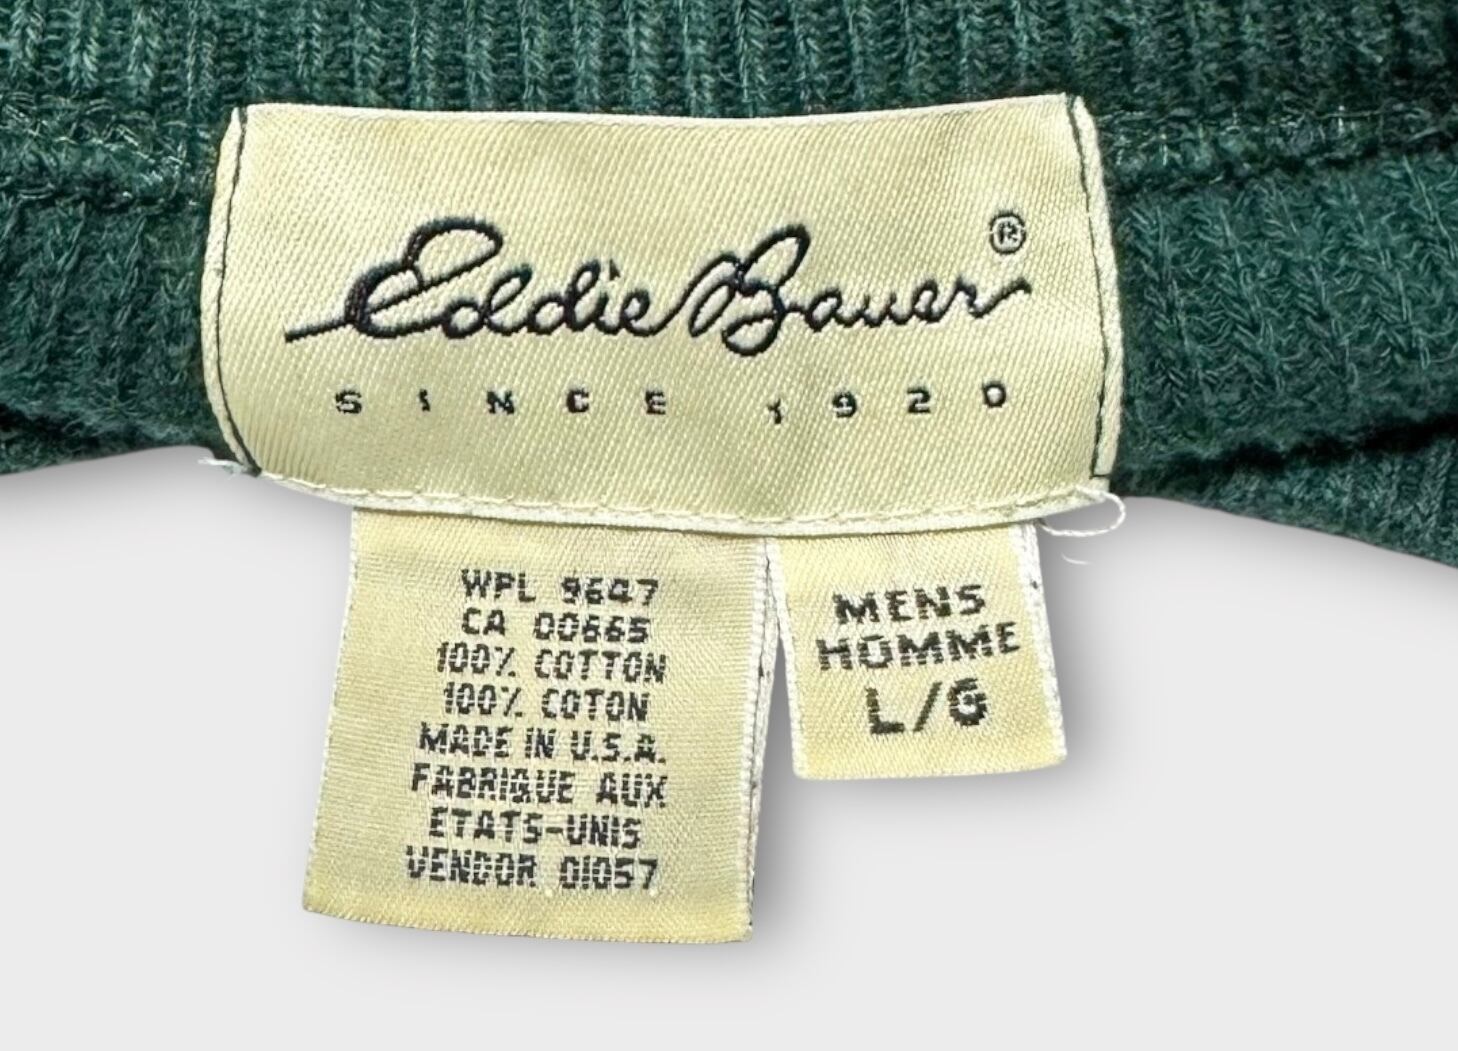 Eddie Bauer ®
SINCE 1920
WPL 9647
CA 00665
100% COTTON
100% COTON
MADE IN U.S.A.
FABRIQUE AUX
ETATS-UNIS
VENDOR 01057
MENS
HOMME
L/G